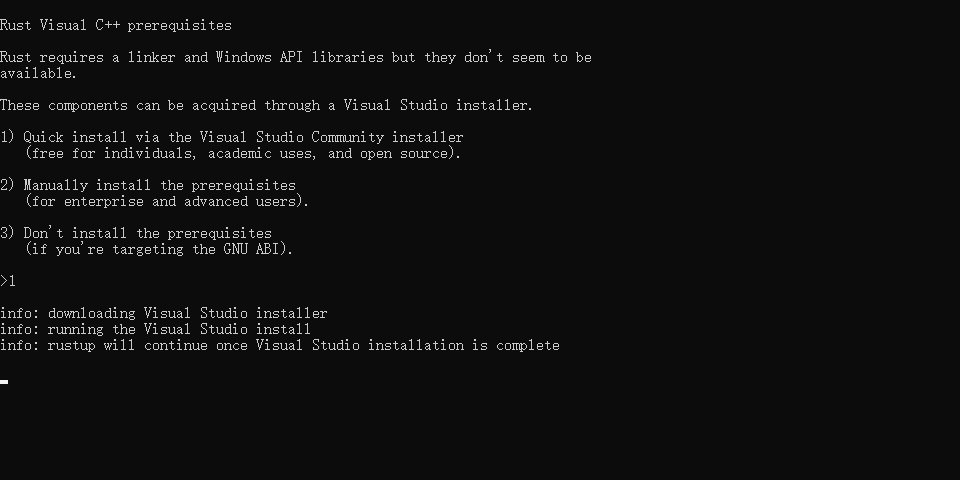 Rust Visual C++ prerequisites
Rust requires a linker and Windows API libraries but they don't seem to be
available.
These components can be acquired through a Visual Studio installer.
1) Quick install via the Visual Studio Community installer
(free for individuals, academic uses, and open source).
2) Manually install the prerequisites
(for enterprise and advanced users).
3) Don't install the prerequisites
(if you're targeting the GNU ABI).
>1
info: downloading Visual Studio installer
info: running the Visual Studio install
info: rustup will continue once Visual Studio installation is complete